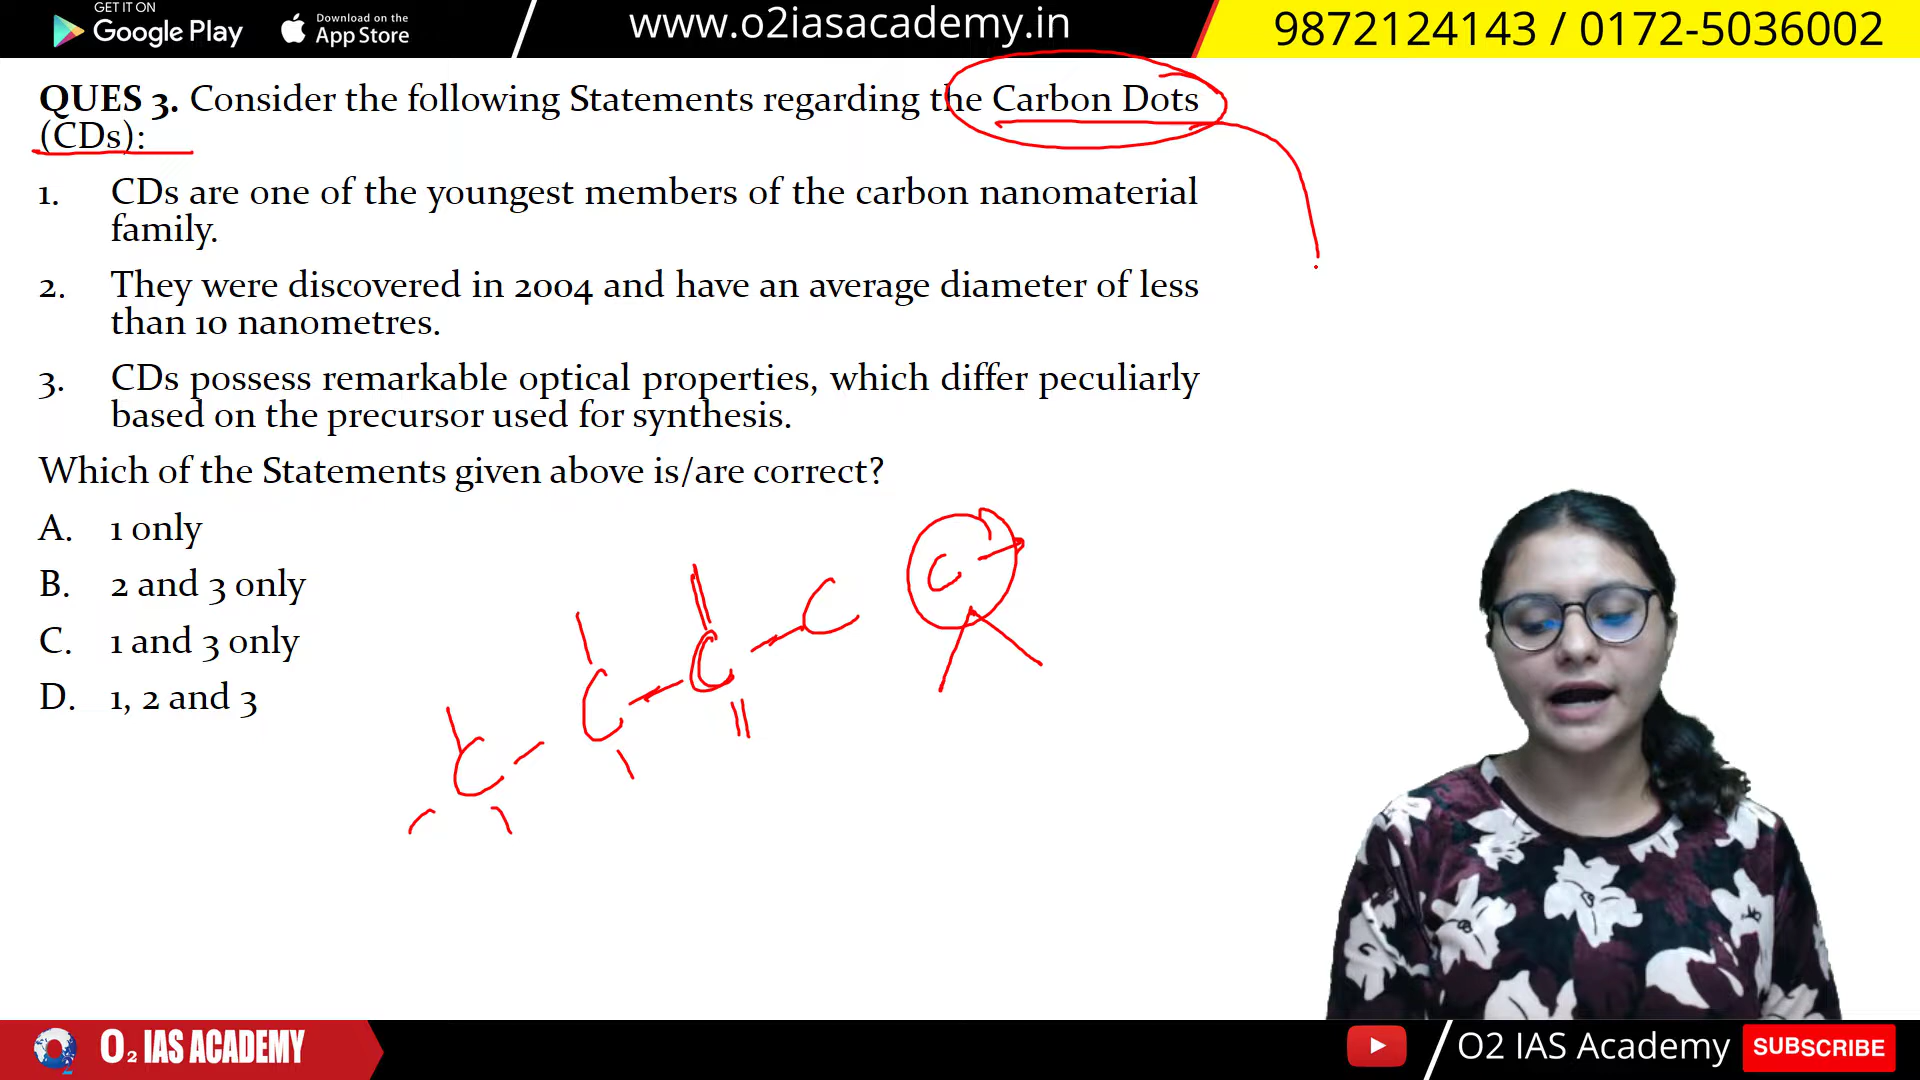 GET IT ON
Google Play
Download on the
App Store
www.o2iasacademy.in
9872124143 / 0172-5036002
QUES 3. Consider the following Statements regarding the Carbon Dots
(CDs):
1. CDs are one of the youngest members of the carbon nanomaterial
family.
2. They were discovered in 2004 and have an average diameter of less
than 10 nanometres.
3. CDs possess remarkable optical properties, which differ peculiarly
based on the precursor used for synthesis.
Which of the Statements given above is/are correct?
A. 1 only
B. 2 and 3 only
C. 1 and 3 only
D. 1, 2 and 3
C - C - C - C
C
O2 IAS ACADEMY
O2 IAS Academy
SUBSCRIBE